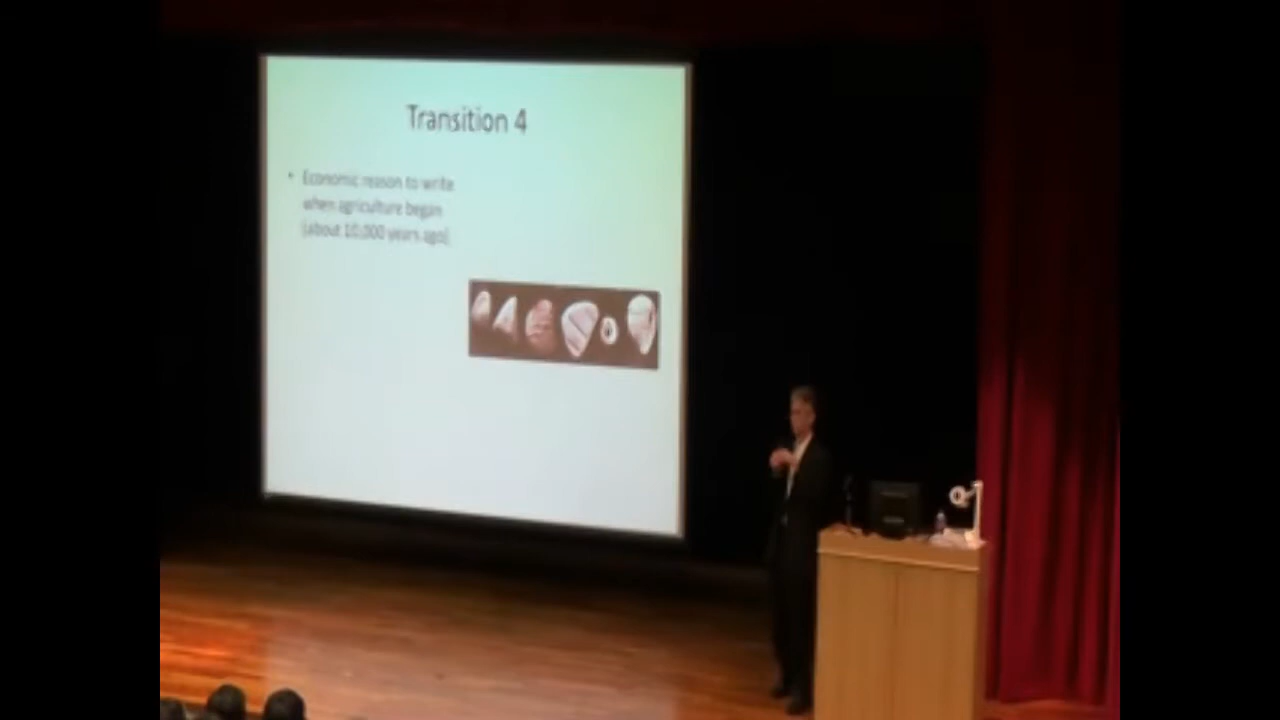 Transition 4
• Economic reason to write
when agriculture began
(about 10,000 years ago)